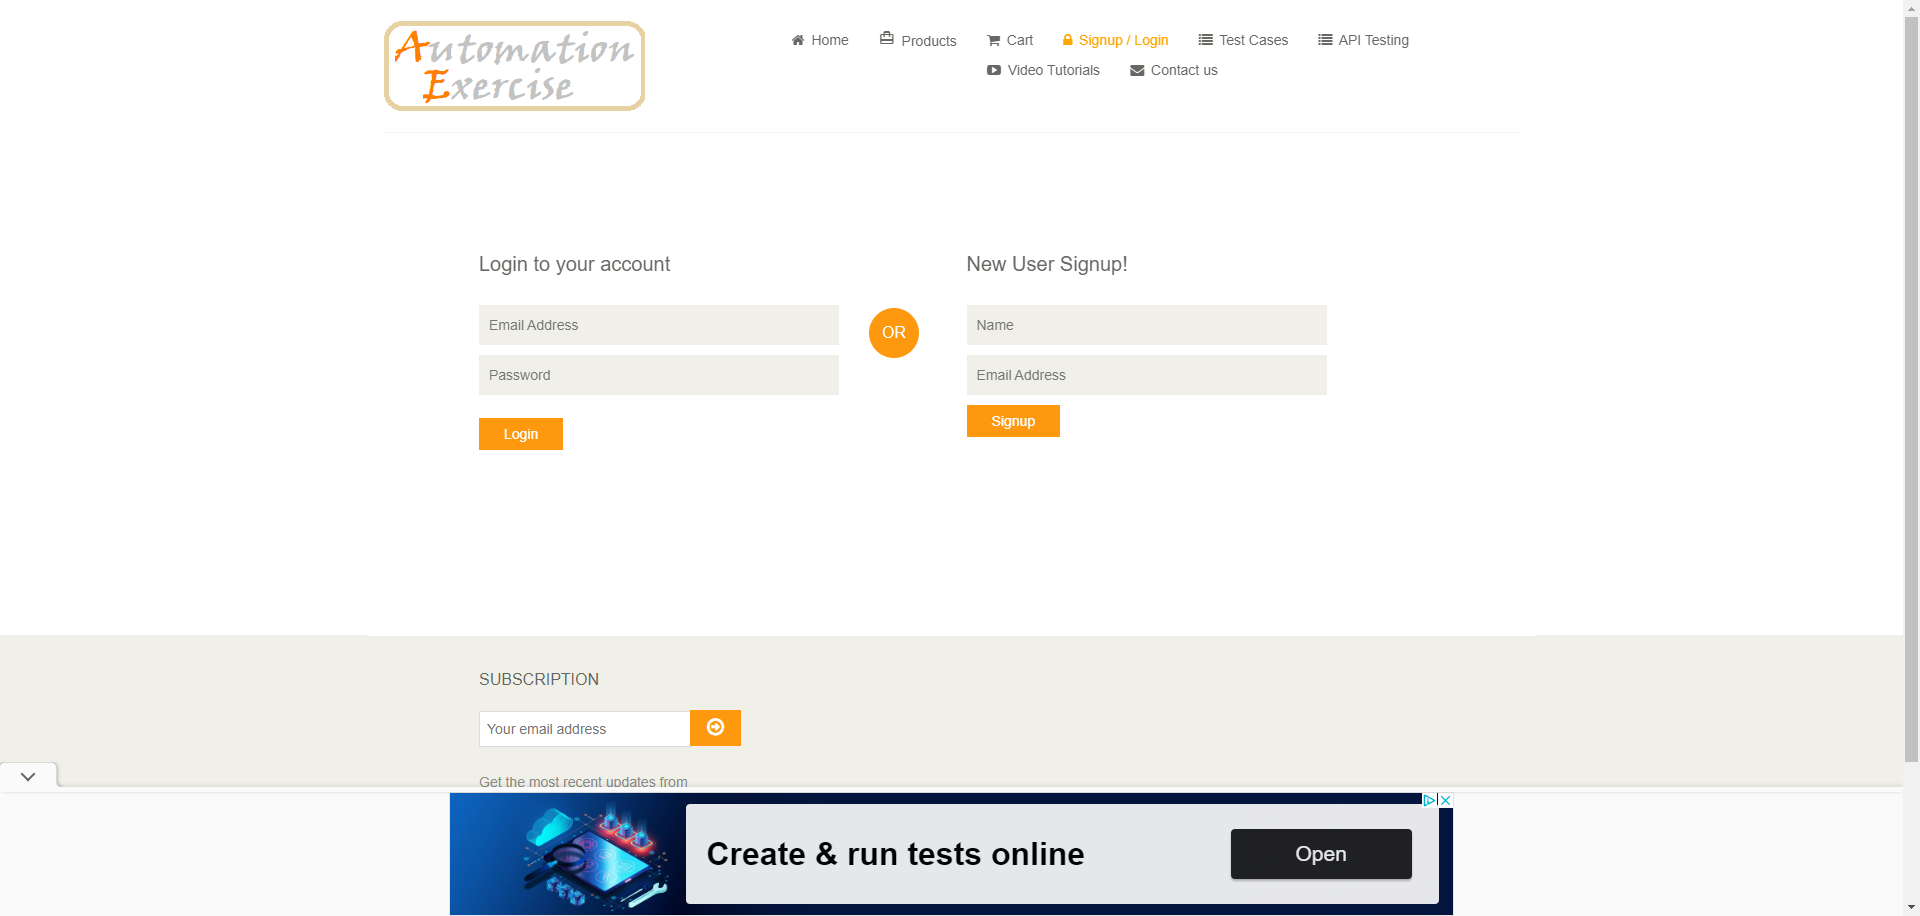 Automation
Exercise
Home
Products
Cart
Signup / Login
Test Cases
API Testing
Video Tutorials
Contact us
Login to your account
Email Address
Password
Login
OR
New User Signup!
Name
Email Address
Signup
SUBSCRIPTION
Your email address
Get the most recent updates from
Create & run tests online
Open